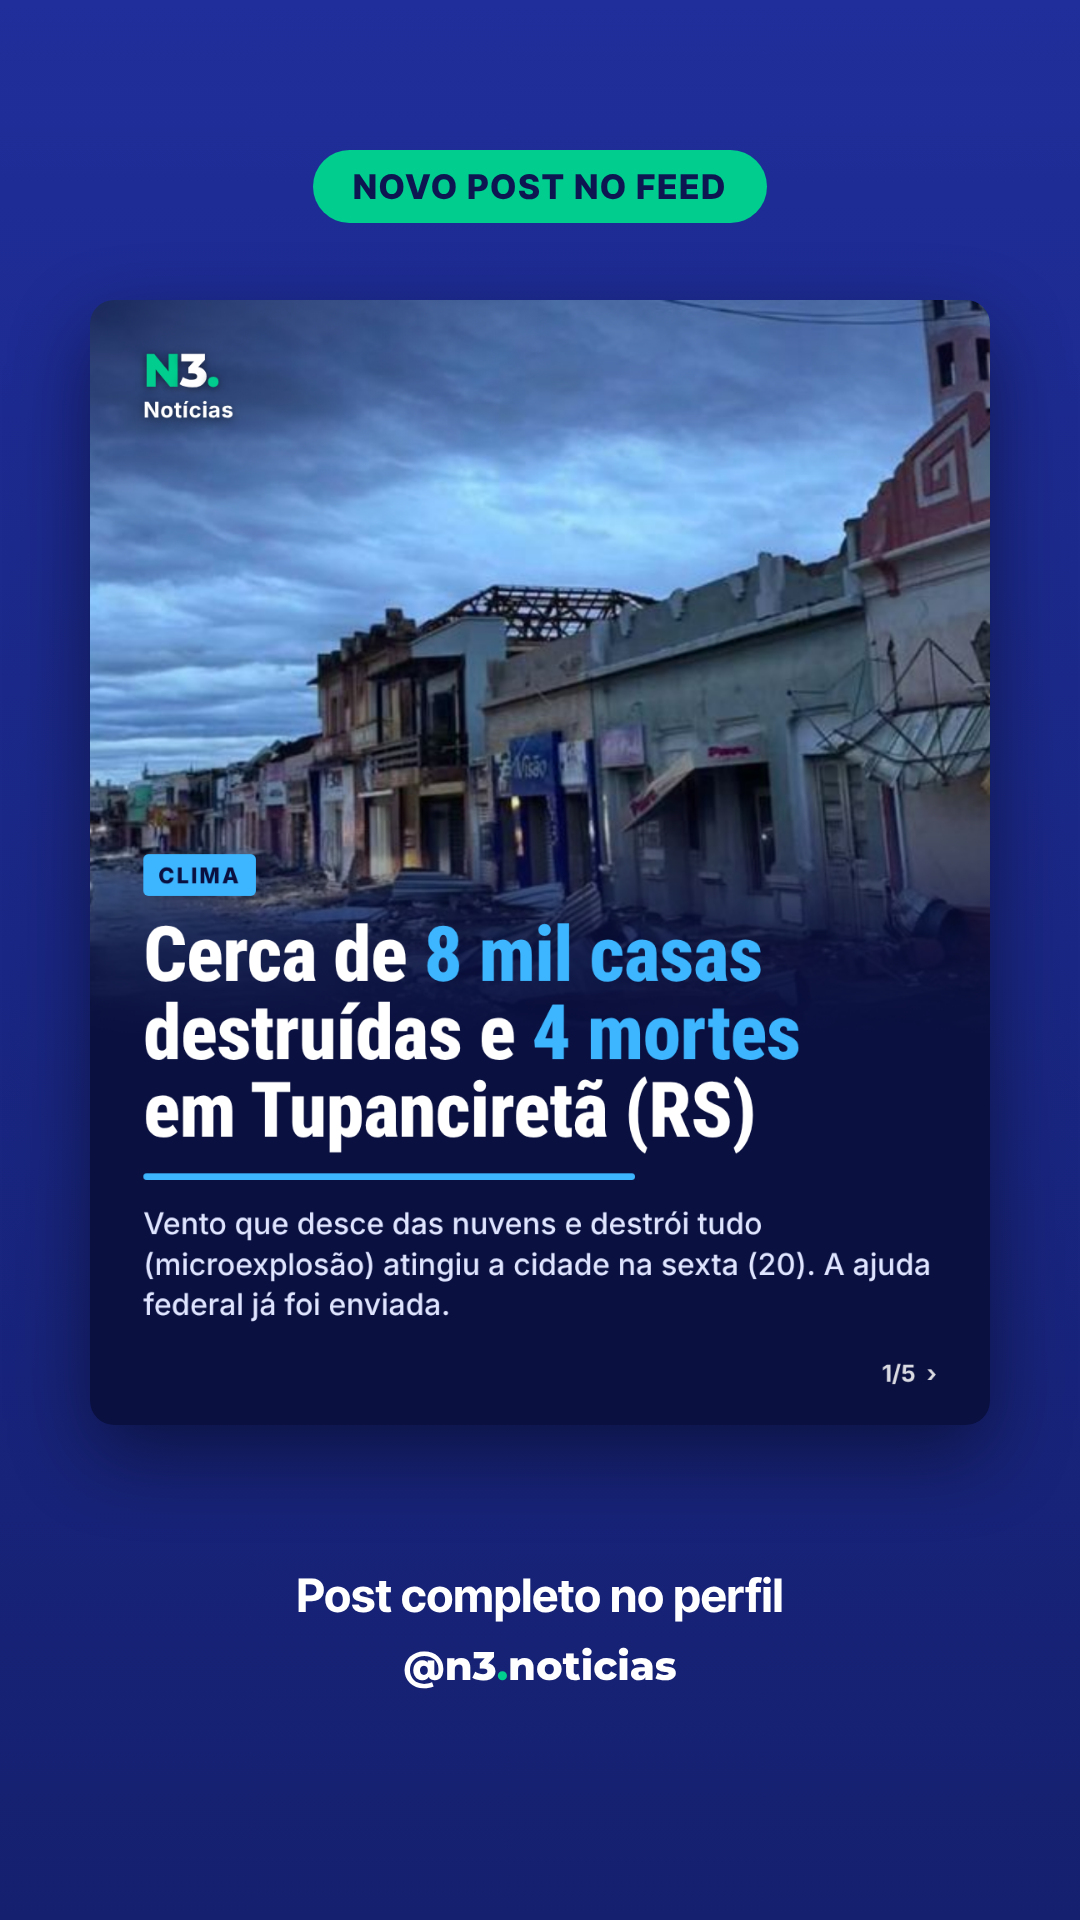 NOVO POST NO FEED
N3.
Notícias
Visão
CLIMA
Cerca de 8 mil casas
destruídas e 4 mortes
em Tupanciretã (RS)
Vento que desce das nuvens e destrói tudo
(microexplosão) atingiu a cidade na sexta (20). A ajuda
federal já foi enviada.
1/5 ›
Post completo no perfil
@n3.noticias